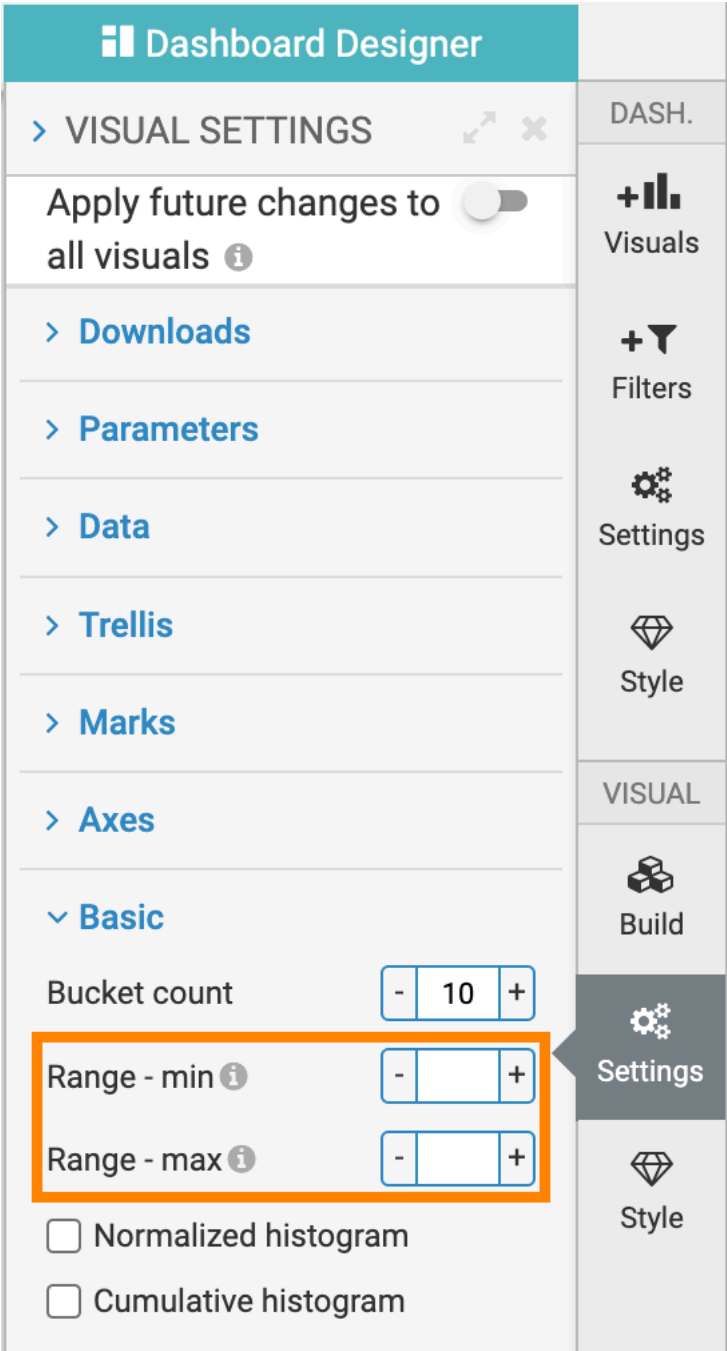 Dashboard Designer
VISUAL SETTINGS
Apply future changes to
all visuals
Downloads
Parameters
Data
Trellis
Marks
Axes
Basic
Bucket count - 10 +
Range - min - +
Range - max - +
Normalized histogram
Cumulative histogram
DASH.
Visuals
Filters
Settings
Style
VISUAL
Build
Settings
Style